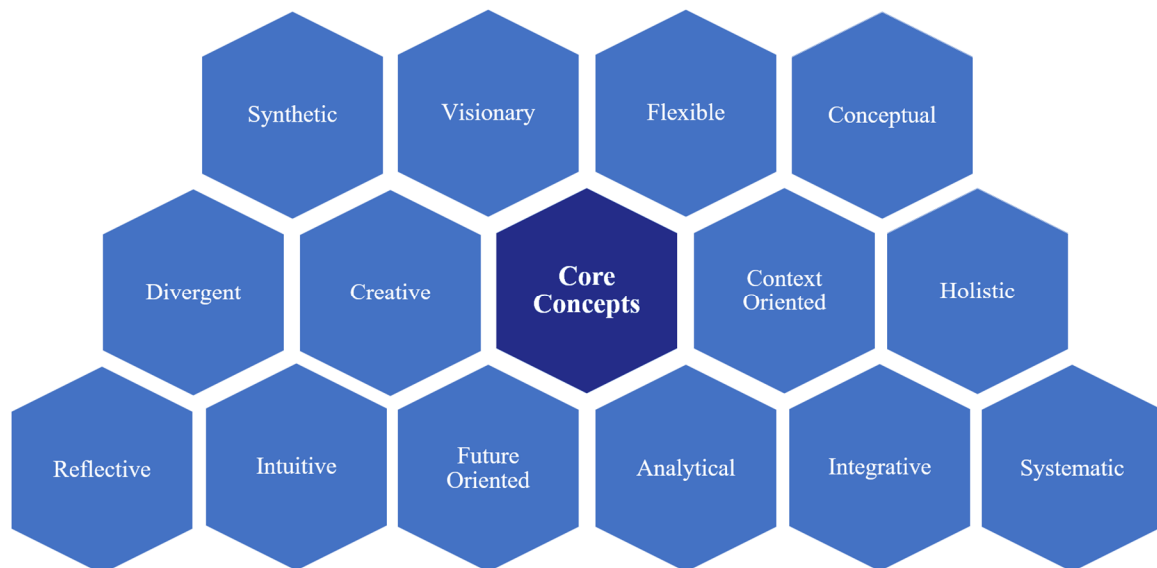 Synthetic
Visionary
Flexible
Conceptual
Divergent
Creative
Core
Concepts
Context
Oriented
Holistic
Reflective
Intuitive
Future
Oriented
Analytical
Integrative
Systematic